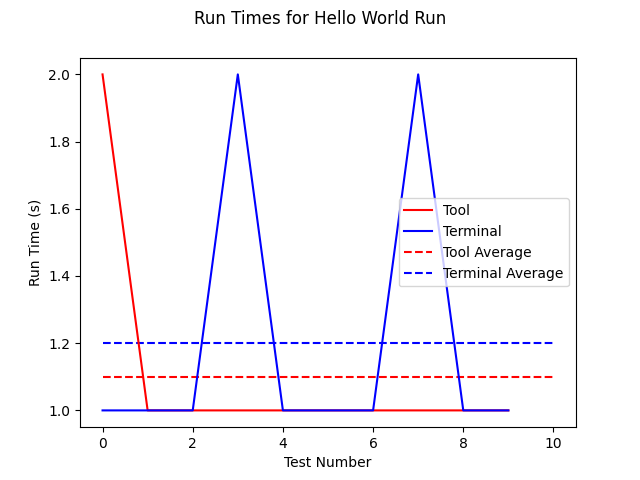 Run Times for Hello World Run
2.0
1.8
1.6
1.4
1.2
1.0
Run Time (s)
Tool
Terminal
Tool Average
Terminal Average
0 2 4 6 8 10
Test Number